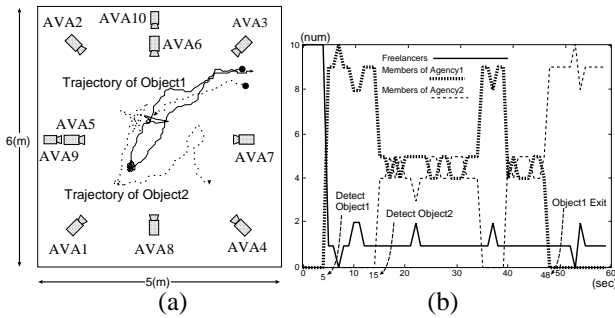 (a)
AVA2
AVA10
AVA3
AVA6
Trajectory of Object1
AVA5
AVA9
AVA7
Trajectory of Object2
AVA1
AVA8
AVA4
6(m)
5(m)
(a)
(num)
10
8
6
4
2
0
Freelancers
Members of Agency1
Members of Agency2
Detect
Object1
Detect Object2
Object1 Exit
5 10 15 20 30 40 48 50 60
(sec)
(b)